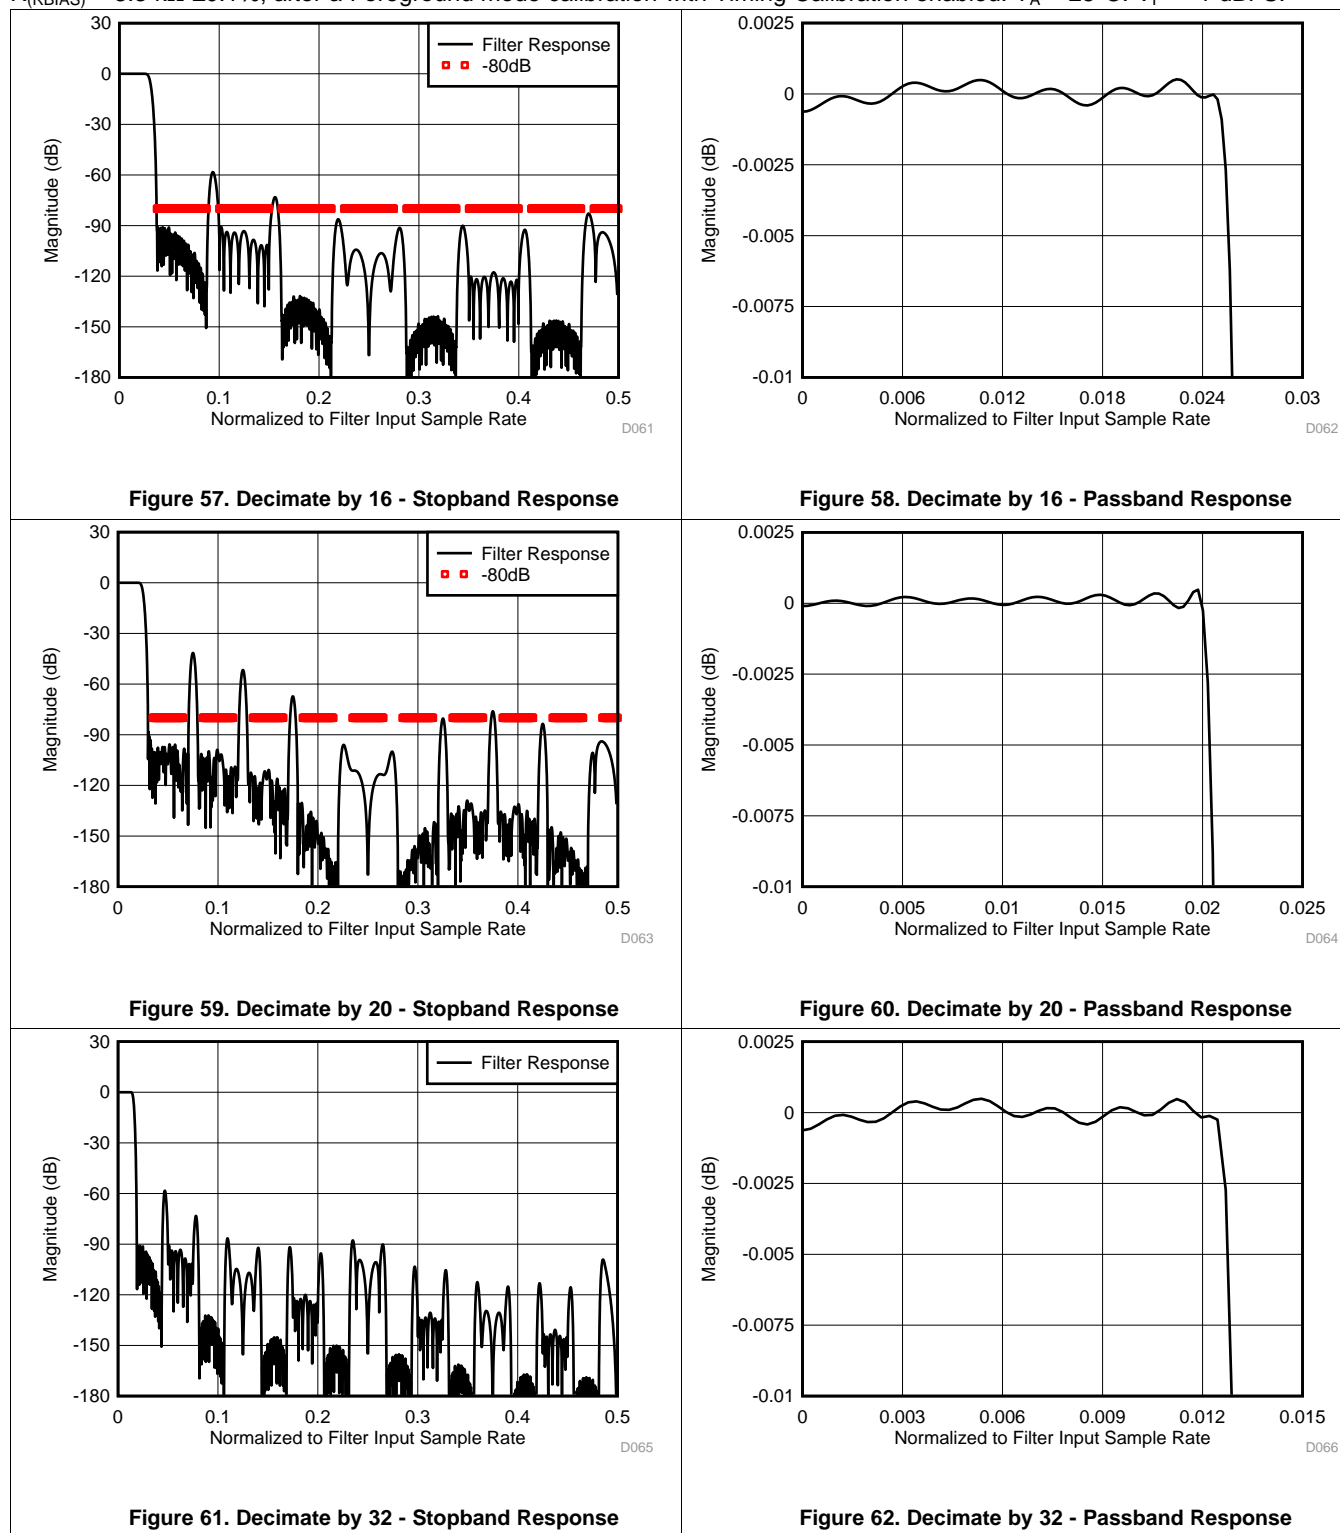 30
0
-30
-60
-90
-120
-150
-180
Magnitude (dB)
Filter Response
-80dB
0 0.1 0.2 0.3 0.4 0.5
Normalized to Filter Input Sample Rate
D061
Figure 57. Decimate by 16 - Stopband Response
0.0025
0
-0.0025
-0.005
-0.0075
-0.01
Magnitude (dB)
0 0.006 0.012 0.018 0.024 0.03
Normalized to Filter Input Sample Rate
D062
Figure 58. Decimate by 16 - Passband Response
30
0
-30
-60
-90
-120
-150
-180
Magnitude (dB)
Filter Response
-80dB
0 0.1 0.2 0.3 0.4 0.5
Normalized to Filter Input Sample Rate
D063
Figure 59. Decimate by 20 - Stopband Response
0.0025
0
-0.0025
-0.005
-0.0075
-0.01
Magnitude (dB)
0 0.005 0.01 0.015 0.02 0.025
Normalized to Filter Input Sample Rate
D064
Figure 60. Decimate by 20 - Passband Response
30
0
-30
-60
-90
-120
-150
-180
Magnitude (dB)
Filter Response
0 0.1 0.2 0.3 0.4 0.5
Normalized to Filter Input Sample Rate
D065
Figure 61. Decimate by 32 - Stopband Response
0.0025
0
-0.0025
-0.005
-0.0075
-0.01
Magnitude (dB)
0 0.003 0.006 0.009 0.012 0.015
Normalized to Filter Input Sample Rate
D066
Figure 62. Decimate by 32 - Passband Response